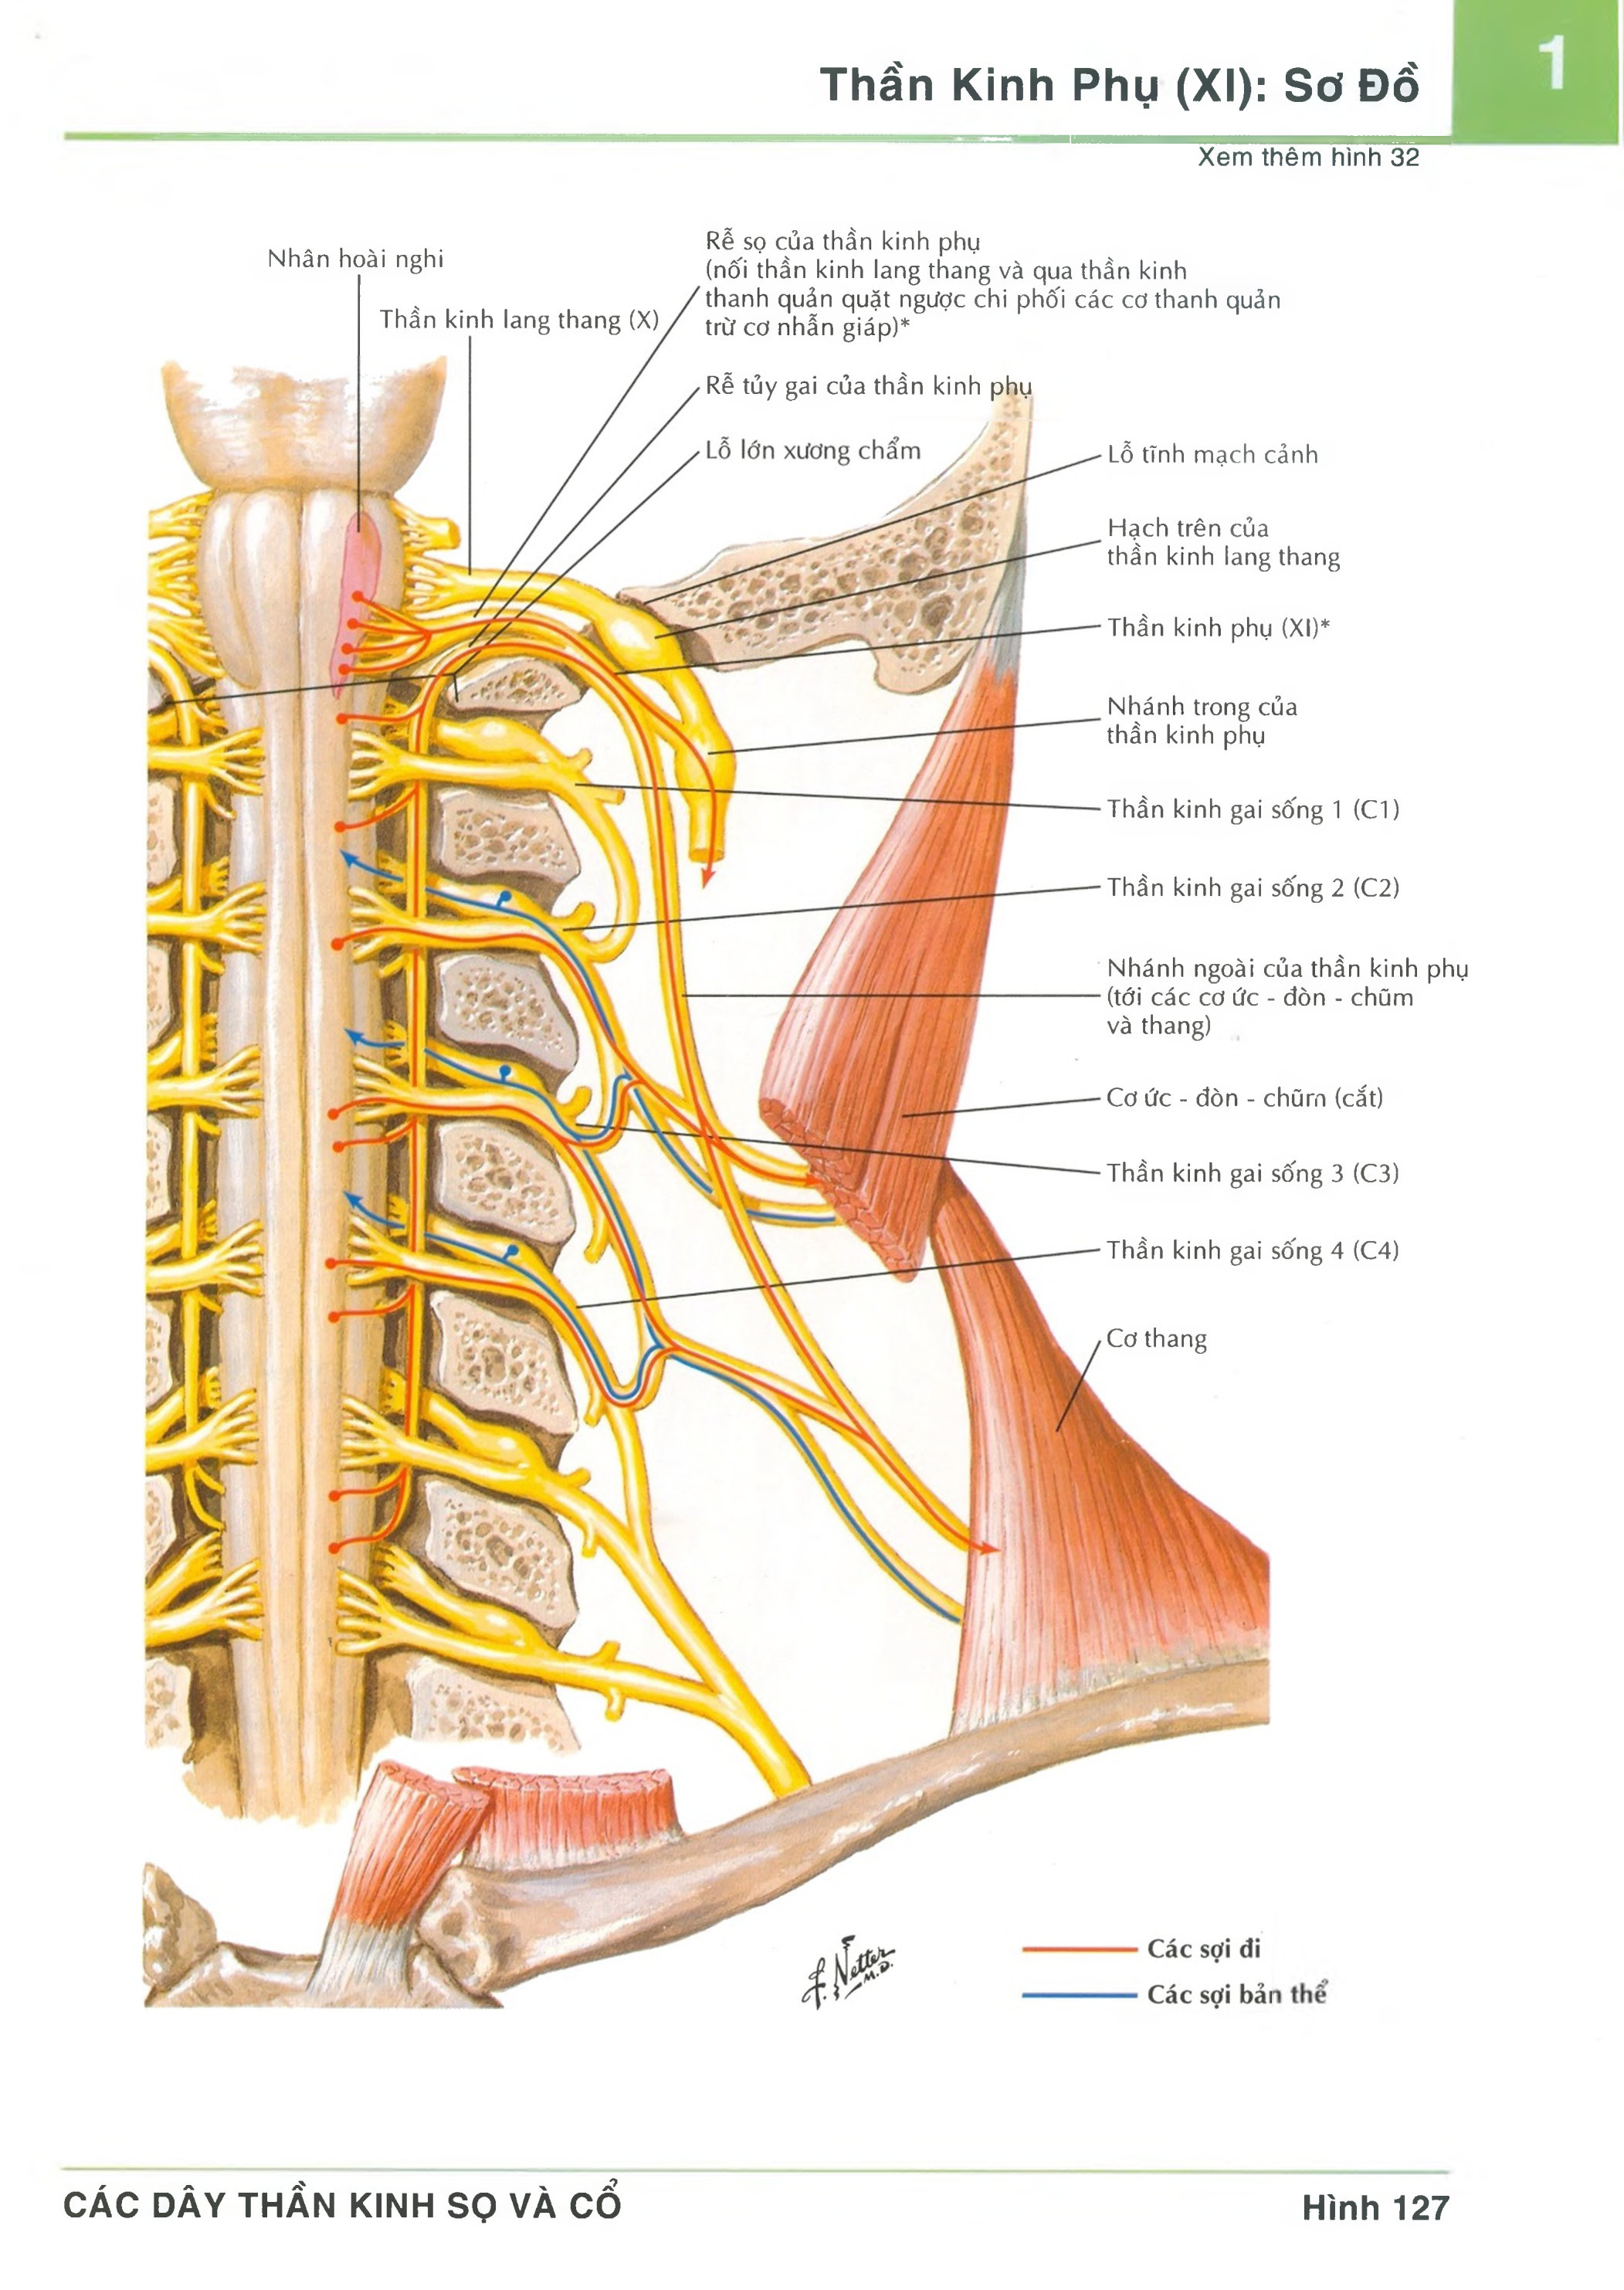 Thần Kinh Phụ (XI): Sơ Đồ
1
Xem thêm hình 32
Nhân hoài nghi
Thần kinh lang thang (X)
Rễ sọ của thần kinh phụ
(nối thần kinh lang thang và qua thần kinh
thanh quản quặt ngược chi phối các cơ thanh quản
trừ cơ nhẫn giáp)*
Rễ tủy gai của thần kinh phụ
Lỗ lớn xương chẩm
Lỗ tĩnh mạch cảnh
Hạch trên của
thần kinh lang thang
Thần kinh phụ (XI)*
Nhánh trong của
thần kinh phụ
Thần kinh gai sống 1 (C1)
Thần kinh gai sống 2 (C2)
Nhánh ngoài của thần kinh phụ
(tới các cơ ức - đòn - chũm
và thang)
Cơ ức - đòn - chũm (cắt)
Thần kinh gai sống 3 (C3)
Thần kinh gai sống 4 (C4)
Cơ thang
F. Netter
M.D.
Các sợi đi
Các sợi bản thể
CÁC DÂY THẦN KINH SỌ VÀ CỔ
Hình 127